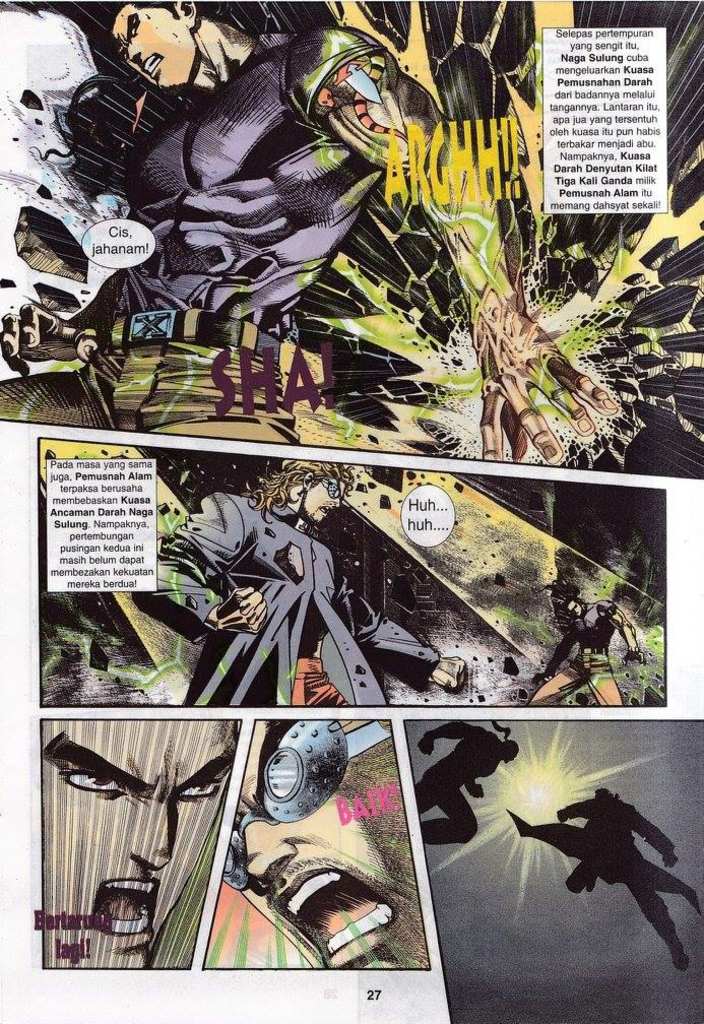 Selepas pertempuran
yang sengit itu,
Naga Sulung cuba
mengeluarkan Kuasa
Pemusnahan Darah
dari badannya melalui
tangannya. Lantaran itu,
apa jua yang tersentuh
oleh kuasa itu pun habis
terbakar menjadi abu.
Nampaknya, Kuasa
Darah Denyutan Kilat
Tiga Kali Ganda milik
Pemusnah Alam itu
memang dahsyat sekali!
ARGHH!!
Cis,
jahanam!
SHA!
Pada masa yang sama
juga, Pemusnah Alam
terpaksa berusaha
membebaskan Kuasa
Ancaman Darah Naga
Sulung. Nampaknya,
pertembungan
pusingan kedua ini
masih belum dapat
membezakan kekuatan
mereka berdua!
Huh...
huh....
Bertarung
lagi!
BAIK!
27